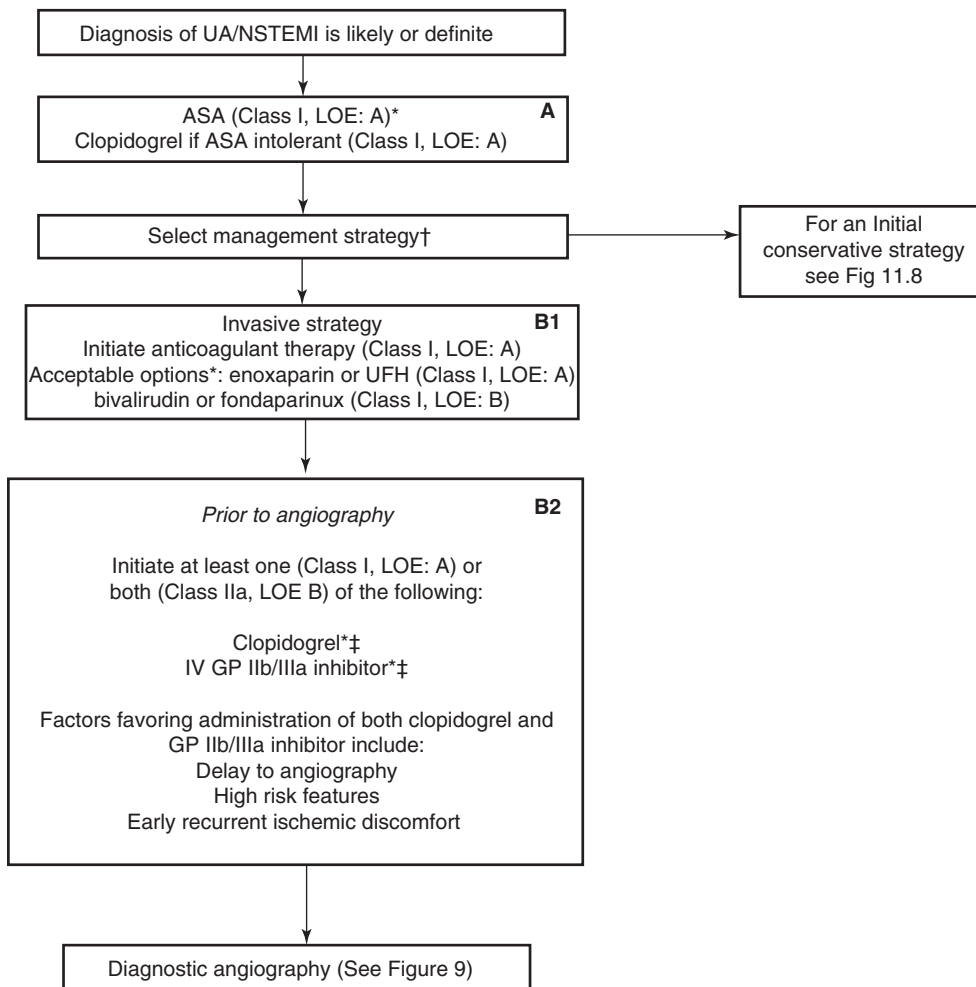 Diagnosis of UA/NSTEMI is likely or definite
A
ASA (Class I, LOE: A)*
Clopidogrel if ASA intolerant (Class I, LOE: A)
Select management strategy†
For an Initial
conservative strategy
see Fig 11.8
B1
Invasive strategy
Initiate anticoagulant therapy (Class I, LOE: A)
Acceptable options*: enoxaparin or UFH (Class I, LOE: A)
bivalirudin or fondaparinux (Class I, LOE: B)
B2
Prior to angiography
Initiate at least one (Class I, LOE: A) or
both (Class IIa, LOE B) of the following:
Clopidogrel*‡
IV GP IIb/IIIa inhibitor*‡
Factors favoring administration of both clopidogrel and
GP IIb/IIIa inhibitor include:
Delay to angiography
High risk features
Early recurrent ischemic discomfort
Diagnostic angiography (See Figure 9)